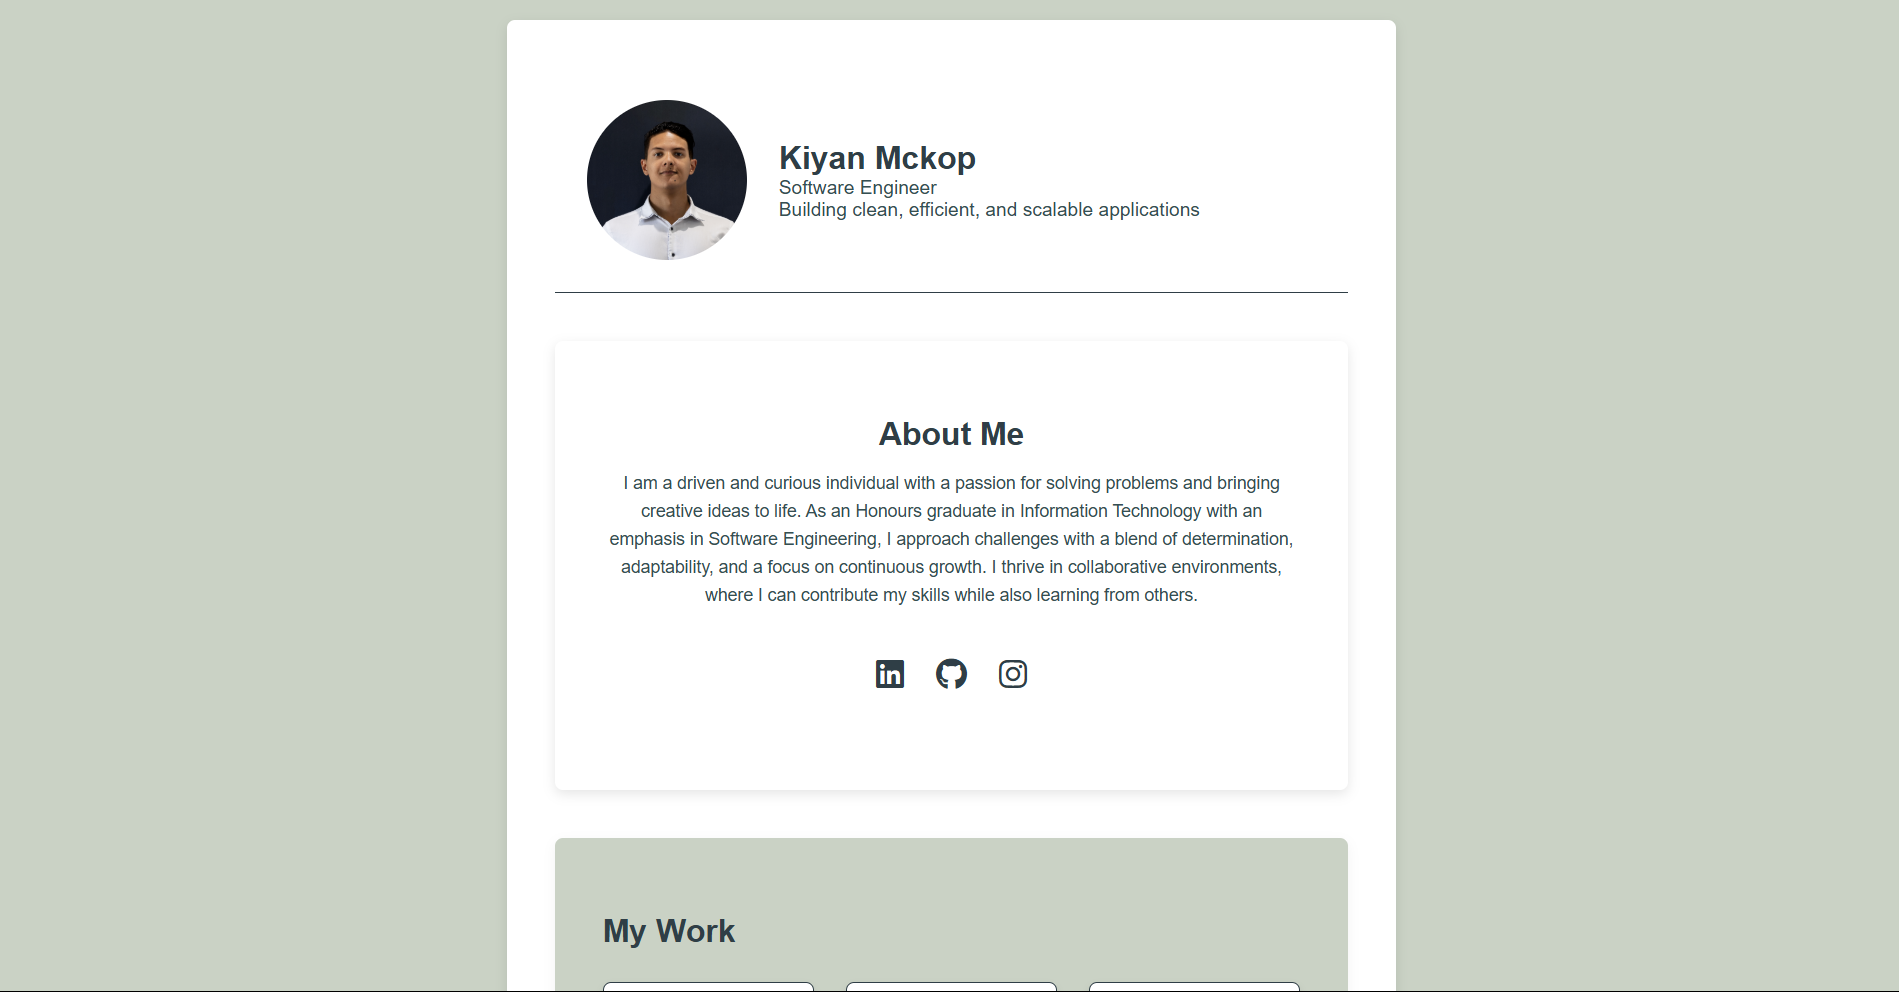 Kiyan Mckop
Software Engineer
Building clean, efficient, and scalable applications
About Me
I am a driven and curious individual with a passion for solving problems and bringing
creative ideas to life. As an Honours graduate in Information Technology with an
emphasis in Software Engineering, I approach challenges with a blend of determination,
adaptability, and a focus on continuous growth. I thrive in collaborative environments,
where I can contribute my skills while also learning from others.
in
My Work